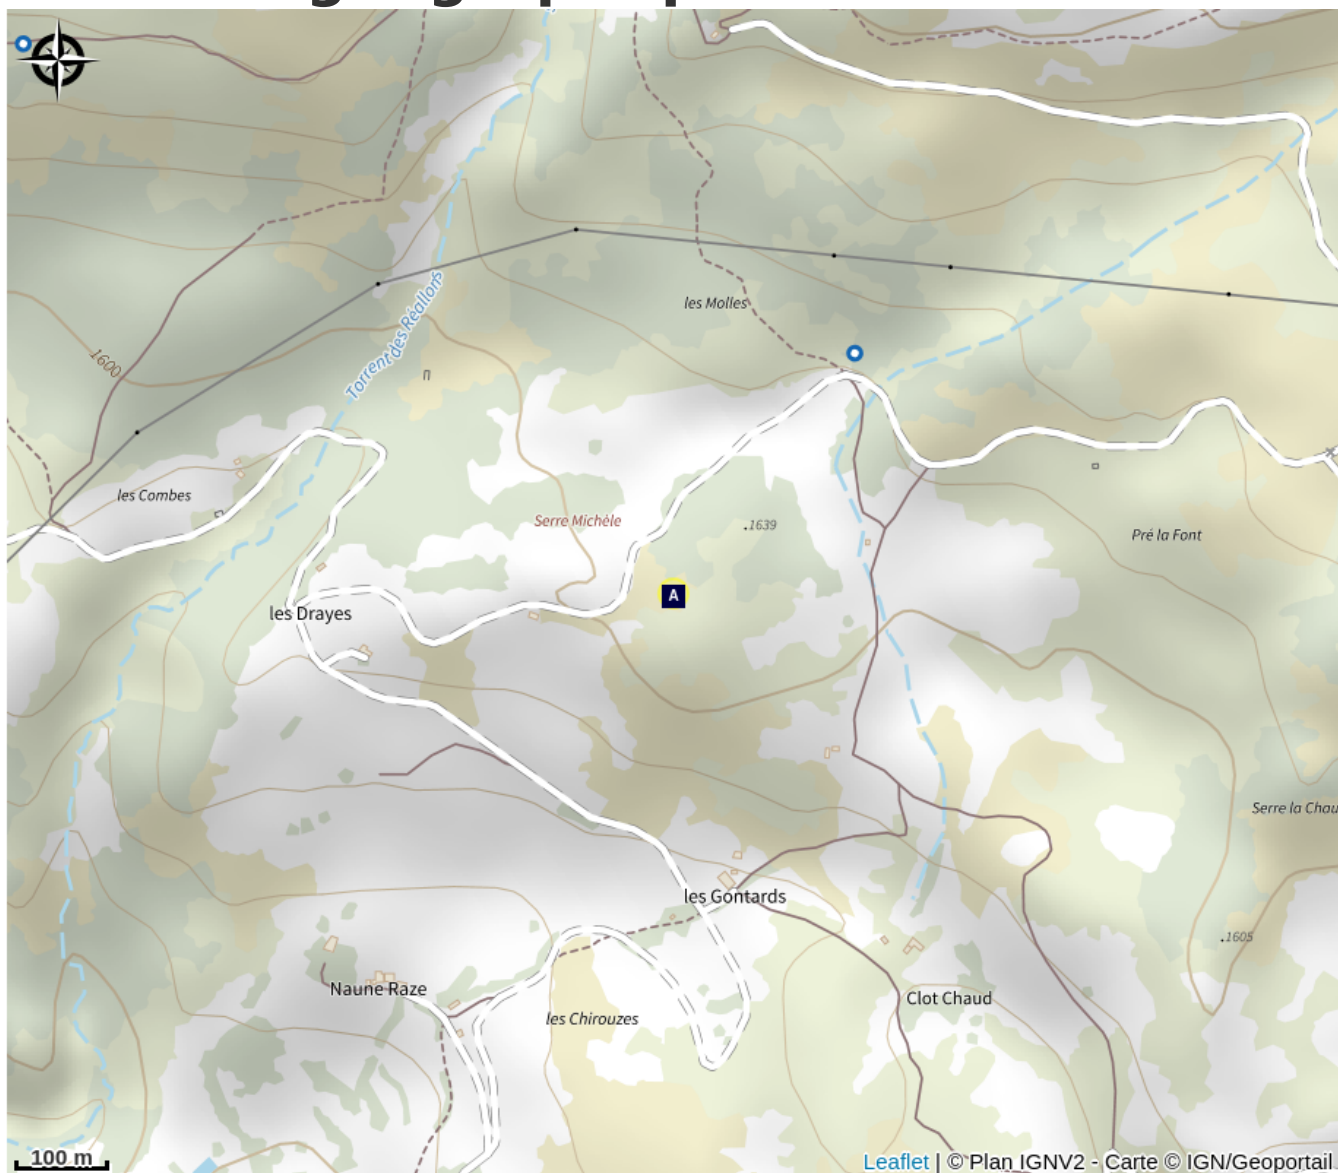 les Molles
1600
Torrent des Réallons
les Combes
Serre Michèle
1639
Pré la Font
A
les Drayes
Serre la Chau
les Gontards
1605
Naune Raze
Clot Chaud
les Chirouzes
100 m
Leaflet | © Plan IGNV2 - Carte © IGN/Geoportail